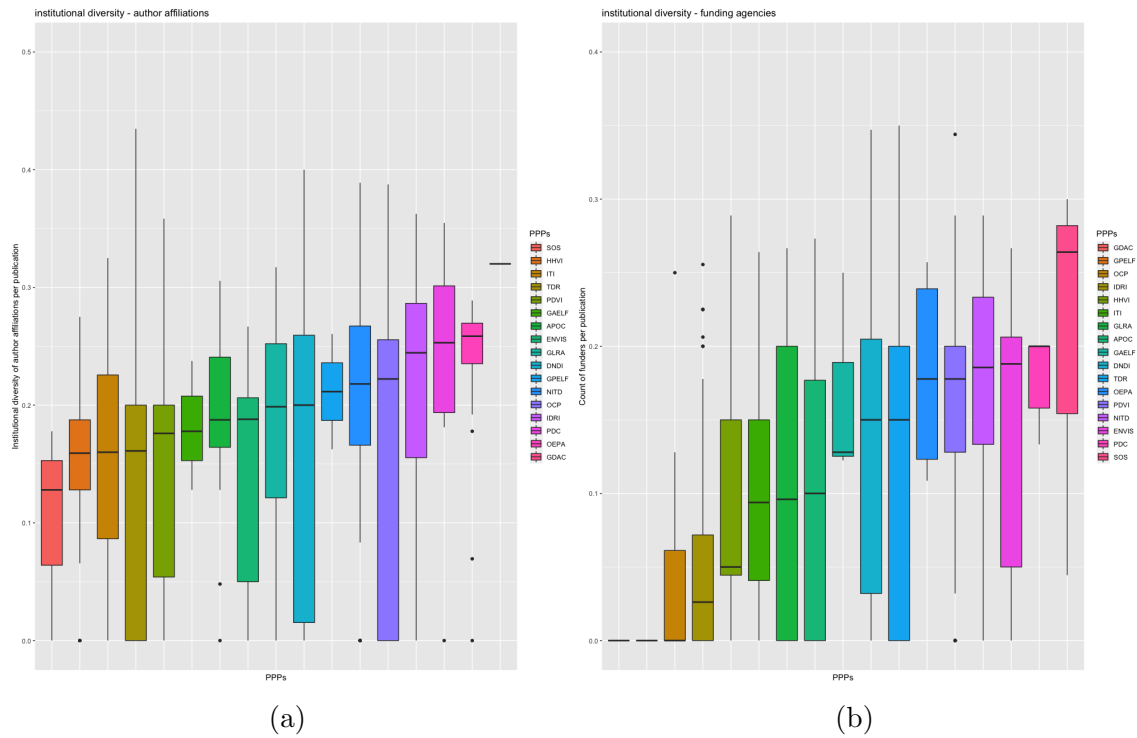 institutional diversity - author affiliations
0.5
0.4
0.3
0.2
0.1
0.0
Institutional diversity of author affiliations per publication
PPPs
PPPs
SOS
HHVI
ITI
TDR
PDVI
GAELF
APOC
ENVIS
GLRA
DNDI
GPELF
NITD
OCP
IDRI
PDC
OEPA
GDAC
(a)
institutional diversity - funding agencies
0.4
0.3
0.2
0.1
0.0
Count of funders per publication
PPPs
PPPs
GDAC
GPELF
OCP
IDRI
HHVI
ITI
GLRA
APOC
GAELF
DNDI
TDR
OEPA
PDVI
NITD
ENVIS
PDC
SOS
(b)